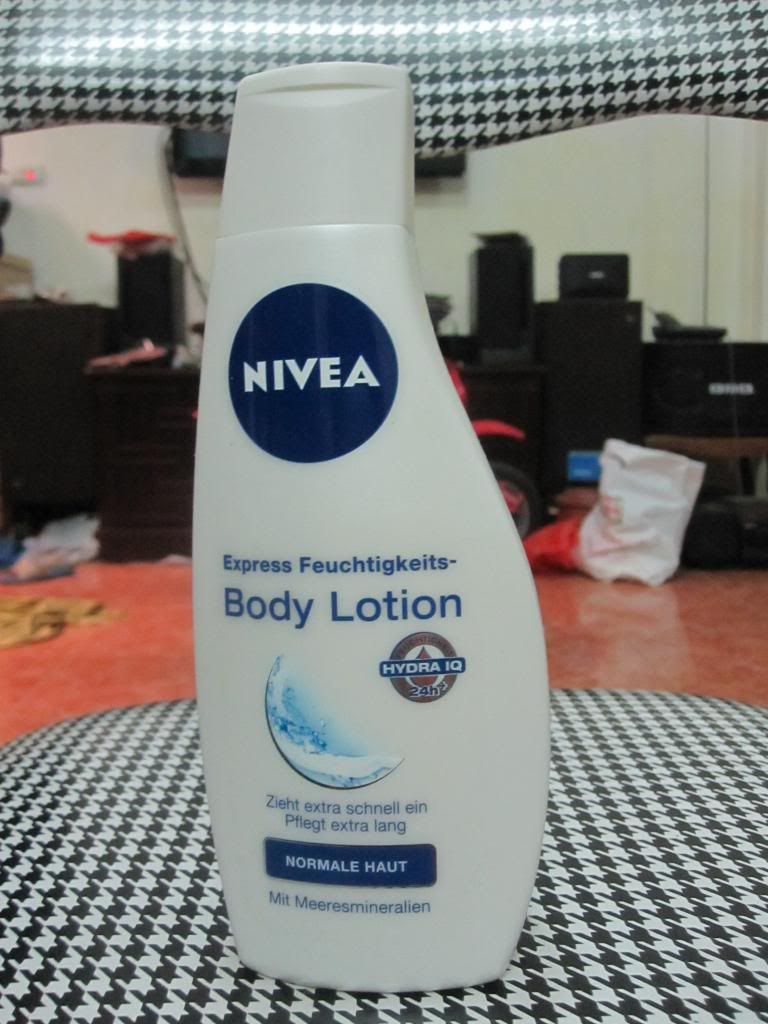 NIVEA
Express Feuchtigkeits-
Body Lotion
FEUCHTIGKEIT
HYDRA IQ
24h+
Zieht extra schnell ein
Pflegt extra lang
NORMALE HAUT
Mit Meeresmineralien